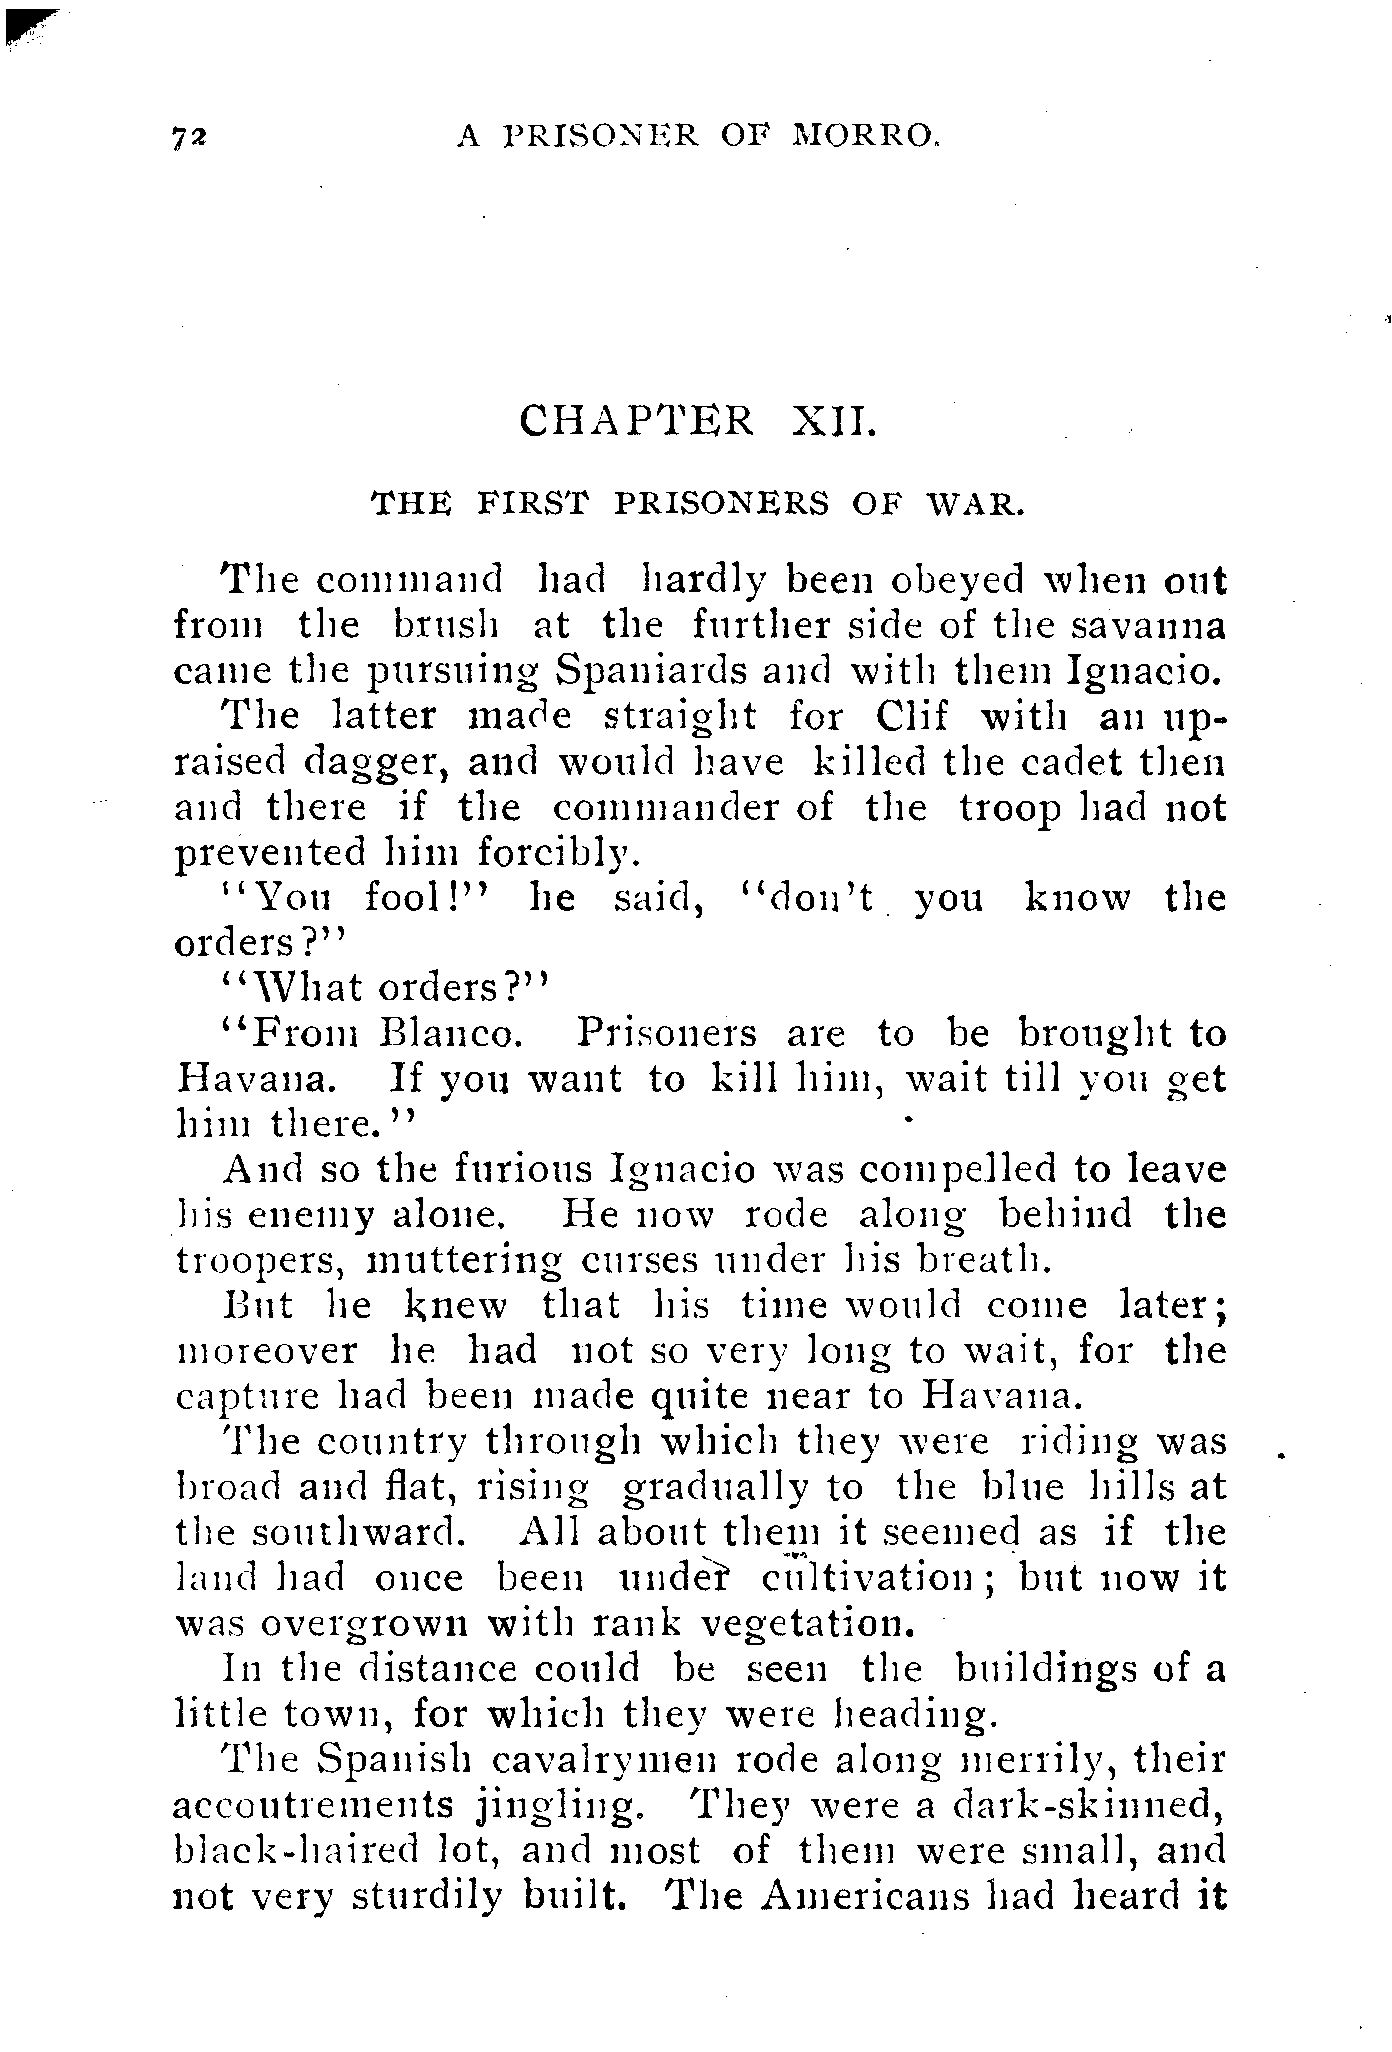 72 A PRISONER OF MORRO.
CHAPTER XII.
THE FIRST PRISONERS OF WAR.
The command had hardly been obeyed when out
from the brush at the further side of the savanna
came the pursuing Spaniards and with them Ignacio.
The latter made straight for Clif with an up-
raised dagger, and would have killed the cadet then
and there if the commander of the troop had not
prevented him forcibly.
"You fool!" he said, "don't you know the
orders?"
"What orders?"
"From Blanco. Prisoners are to be brought to
Havana. If you want to kill him, wait till you get
him there."
And so the furious Ignacio was compelled to leave
his enemy alone. He now rode along behind the
troopers, muttering curses under his breath.
But he knew that his time would come later;
moreover he had not so very long to wait, for the
capture had been made quite near to Havana.
The country through which they were riding was
broad and flat, rising gradually to the blue hills at
the southward. All about them it seemed as if the
land had once been under cultivation; but now it
was overgrown with rank vegetation.
In the distance could be seen the buildings of a
little town, for which they were heading.
The Spanish cavalrymen rode along merrily, their
accoutrements jingling. They were a dark-skinned,
black-haired lot, and most of them were small, and
not very sturdily built. The Americans had heard it